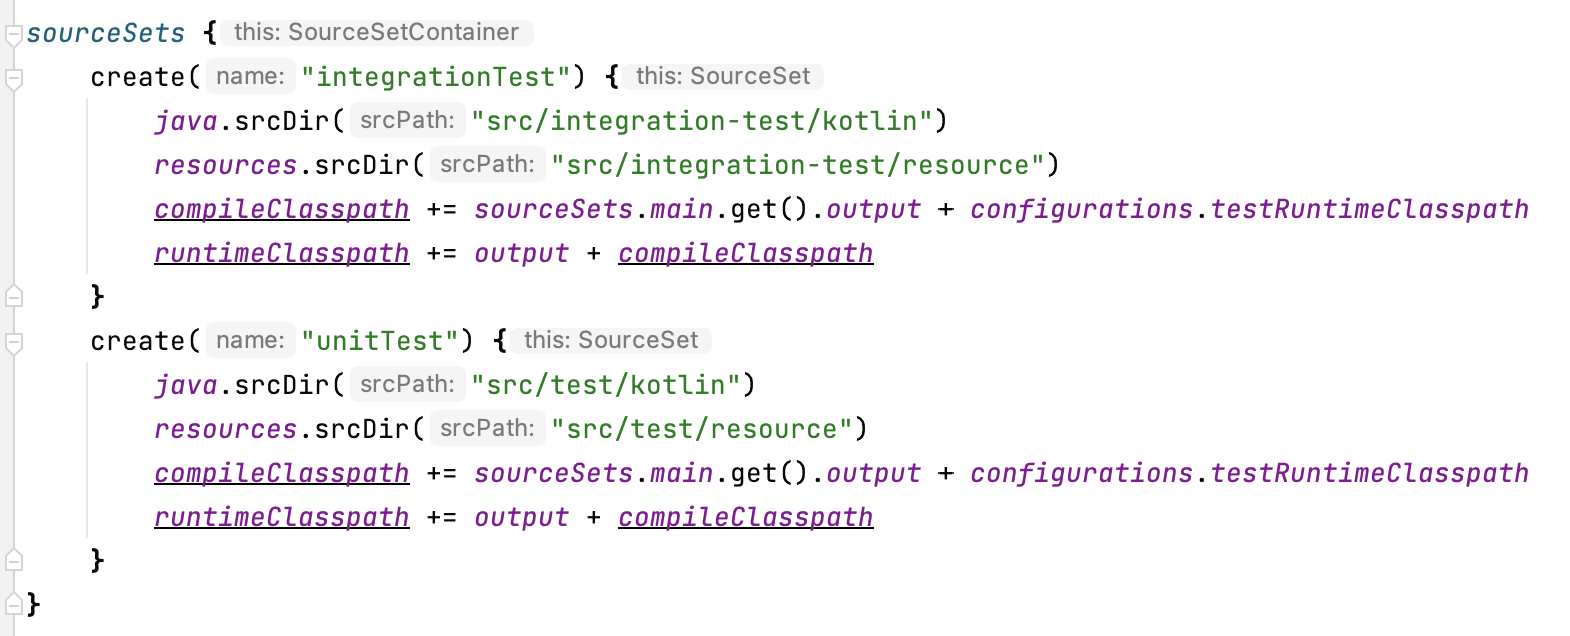 sourceSets { this: SourceSetContainer
    create( name: "integrationTest") { this: SourceSet
        java.srcDir( srcPath: "src/integration-test/kotlin")
        resources.srcDir( srcPath: "src/integration-test/resource")
        compileClasspath += sourceSets.main.get().output + configurations.testRuntimeClasspath
        runtimeClasspath += output + compileClasspath
    }
    create( name: "unitTest") { this: SourceSet
        java.srcDir( srcPath: "src/test/kotlin")
        resources.srcDir( srcPath: "src/test/resource")
        compileClasspath += sourceSets.main.get().output + configurations.testRuntimeClasspath
        runtimeClasspath += output + compileClasspath
    }
}